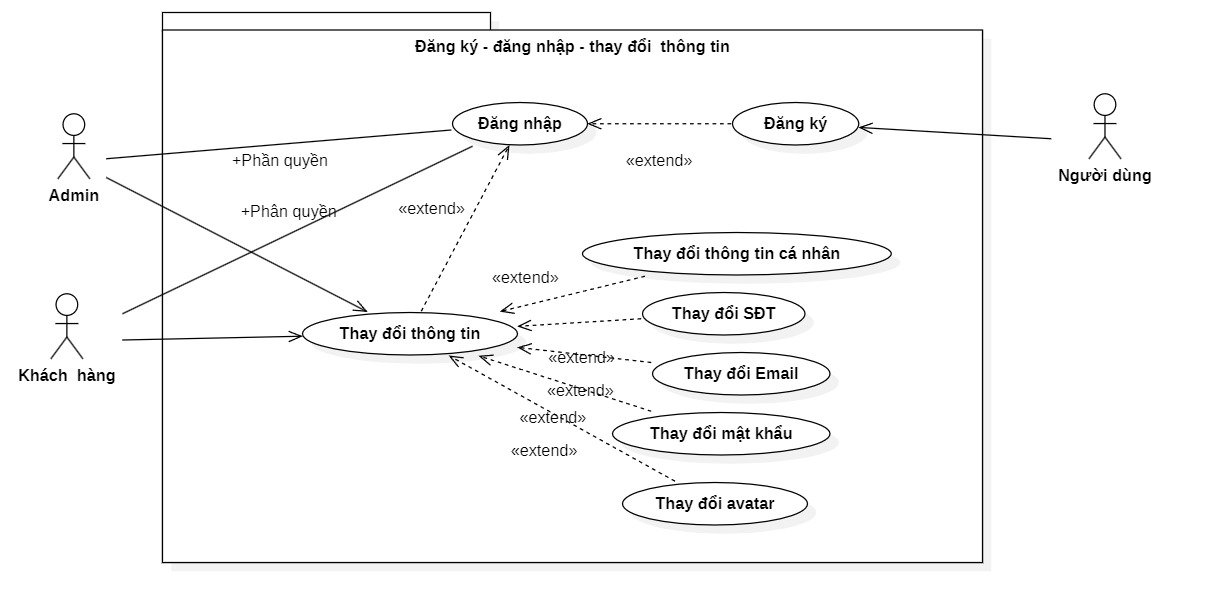 Đăng ký - đăng nhập - thay đổi  thông tin
Đăng nhập
Đăng ký
+Phần quyền
«extend»
Người dùng
Admin
+Phân quyền
«extend»
Thay đổi thông tin cá nhân
«extend»
Thay đổi SĐT
Thay đổi thông tin
«extend»
Thay đổi Email
Khách  hàng
«extend»
«extend»
Thay đổi mật khẩu
«extend»
Thay đổi avatar